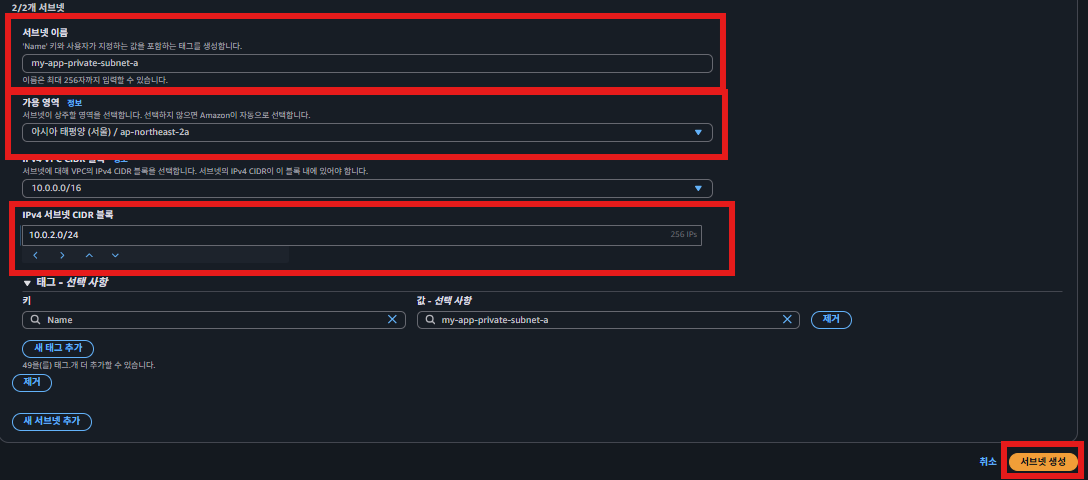 2/2개 서브넷
서브넷 이름
'Name' 키와 사용자가 지정하는 값을 포함하는 태그를 생성합니다.
my-app-private-subnet-a
이름은 최대 256자까지 입력할 수 있습니다.
가용 영역 정보
서브넷이 상주할 영역을 선택합니다. 선택하지 않으면 Amazon이 자동으로 선택합니다.
아시아 태평양 (서울) / ap-northeast-2a
IPv4 VPC CIDR 블록 정보
서브넷에 대해 VPC의 IPv4 CIDR 블록을 선택합니다. 서브넷의 IPv4 CIDR이 이 블록 내에 있어야 합니다.
10.0.0.0/16
IPv4 서브넷 CIDR 블록
10.0.2.0/24 256 IPs
태그 - 선택 사항
키 값 - 선택 사항
Name my-app-private-subnet-a 제거
새 태그 추가
49을(를) 태그.개 더 추가할 수 있습니다.
제거
새 서브넷 추가
취소 서브넷 생성